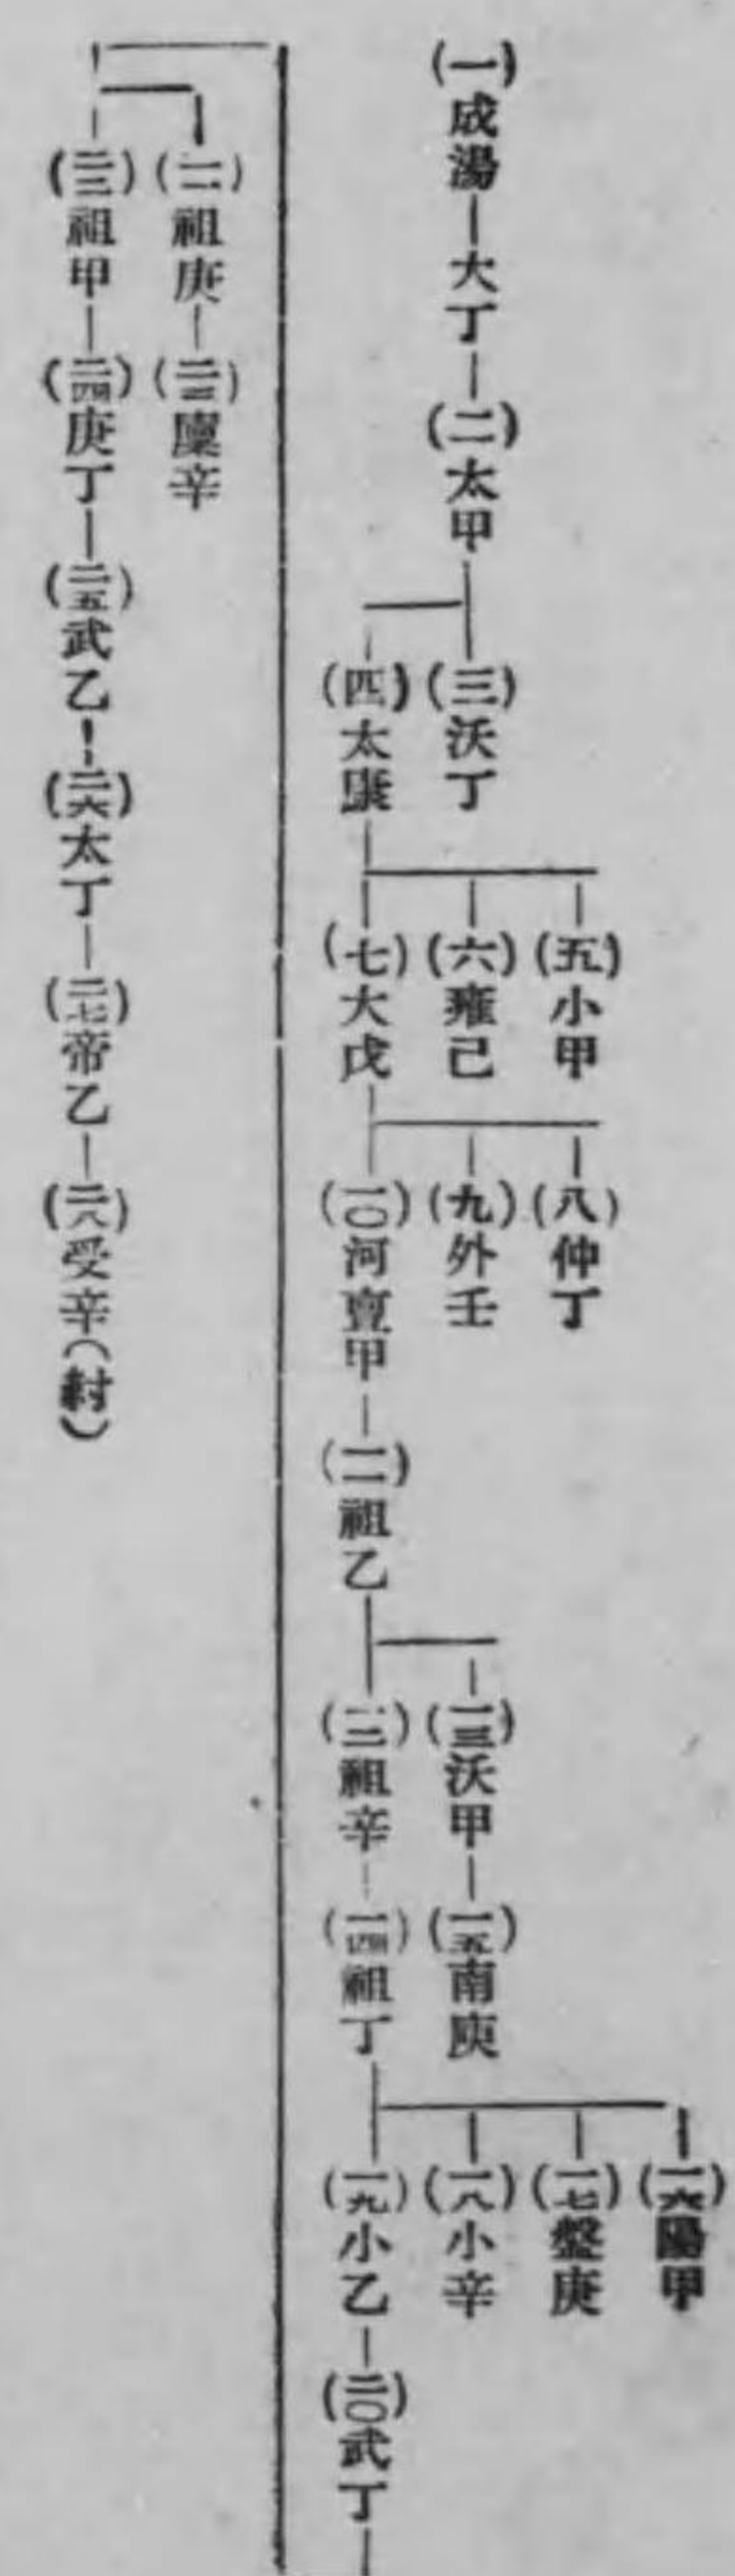 (一)成湯—大丁—(二)太甲
(三)沃丁
(四)太康
(五)小甲
(六)雍己
(七)大戊
(八)仲丁
(九)外壬
(一〇)河亶甲—(一一)祖乙
(一三)沃甲—(一五)南庚
(一二)祖辛—(一四)祖丁
(一六)陽甲
(一七)盤庚
(一八)小辛
(一九)小乙—(二〇)武丁
(二一)祖庚—(二三)廩辛
(二二)祖甲—(二四)庚丁—(二五)武乙—(二六)太丁—(二七)帝乙—(二八)受辛(紂)